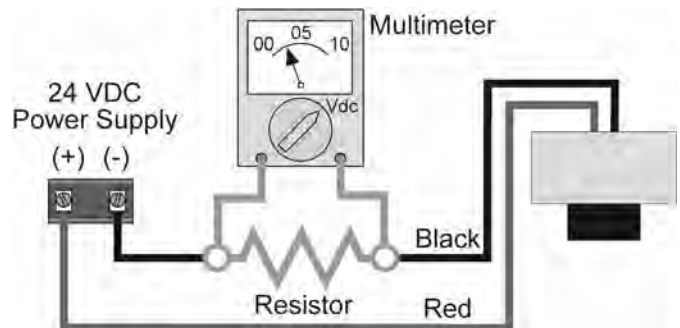 Multimeter
00 05 10
Vdc
24 VDC
Power Supply
(+) (-)
Black
Resistor
Red